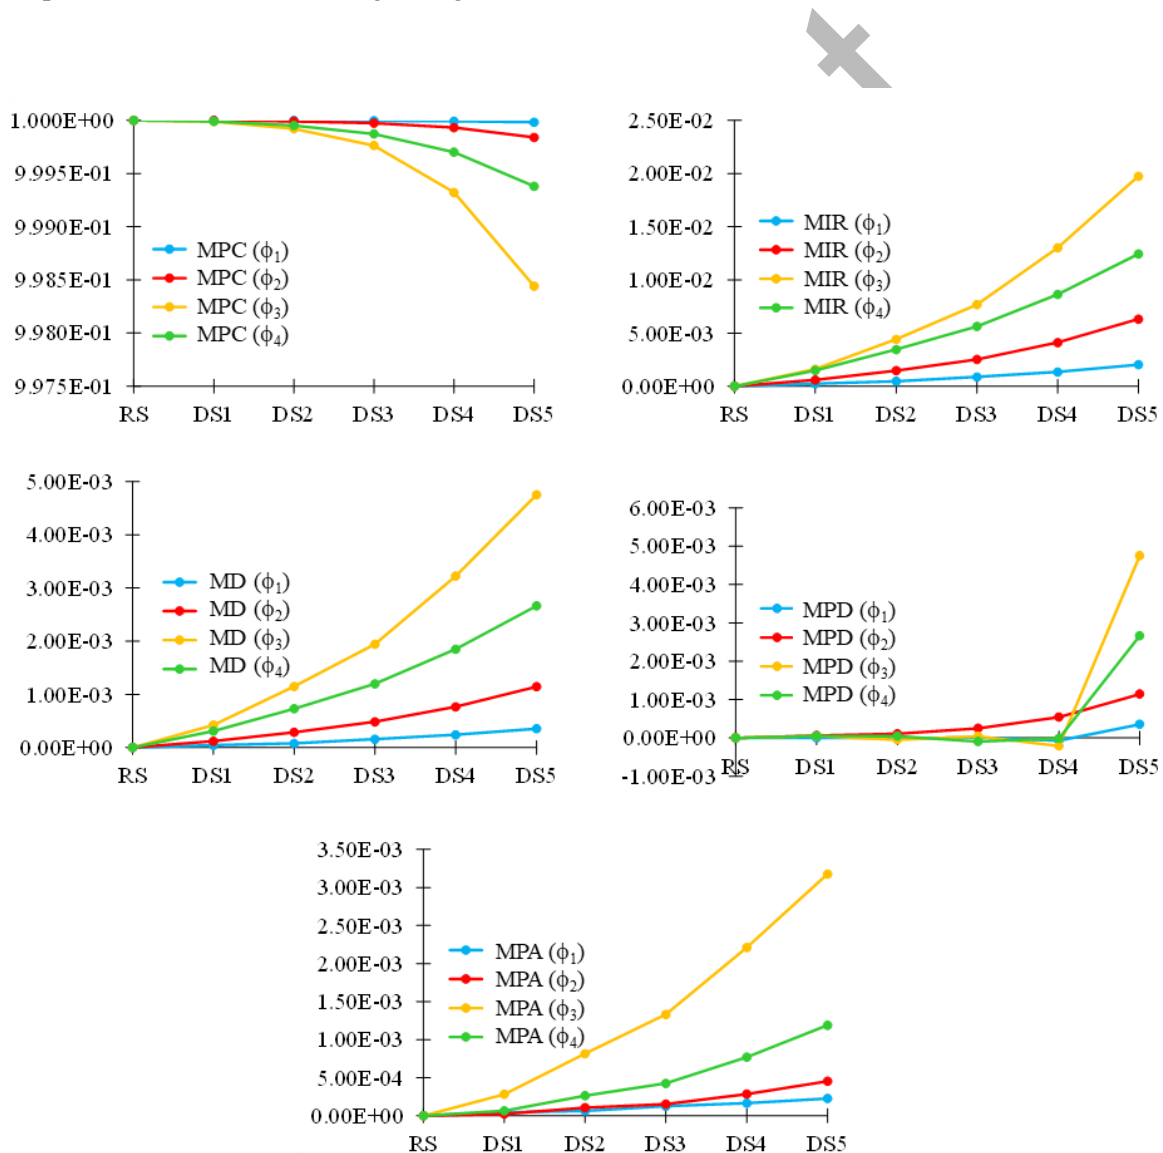 1.000E+00
9.995E-01
9.990E-01
9.985E-01
9.980E-01
9.975E-01
MPC (ϕ1)
MPC (ϕ2)
MPC (ϕ3)
MPC (ϕ4)
RS DS1 DS2 DS3 DS4 DS5
2.50E-02
2.00E-02
1.50E-02
1.00E-02
5.00E-03
0.00E+00
MIR (ϕ1)
MIR (ϕ2)
MIR (ϕ3)
MIR (ϕ4)
RS DS1 DS2 DS3 DS4 DS5
5.00E-03
4.00E-03
3.00E-03
2.00E-03
1.00E-03
0.00E+00
MD (ϕ1)
MD (ϕ2)
MD (ϕ3)
MD (ϕ4)
RS DS1 DS2 DS3 DS4 DS5
6.00E-03
5.00E-03
4.00E-03
3.00E-03
2.00E-03
1.00E-03
0.00E+00
-1.00E-03
MPD (ϕ1)
MPD (ϕ2)
MPD (ϕ3)
MPD (ϕ4)
RS DS1 DS2 DS3 DS4 DS5
3.50E-03
3.00E-03
2.50E-03
2.00E-03
1.50E-03
1.00E-03
5.00E-04
0.00E+00
MPA (ϕ1)
MPA (ϕ2)
MPA (ϕ3)
MPA (ϕ4)
RS DS1 DS2 DS3 DS4 DS5